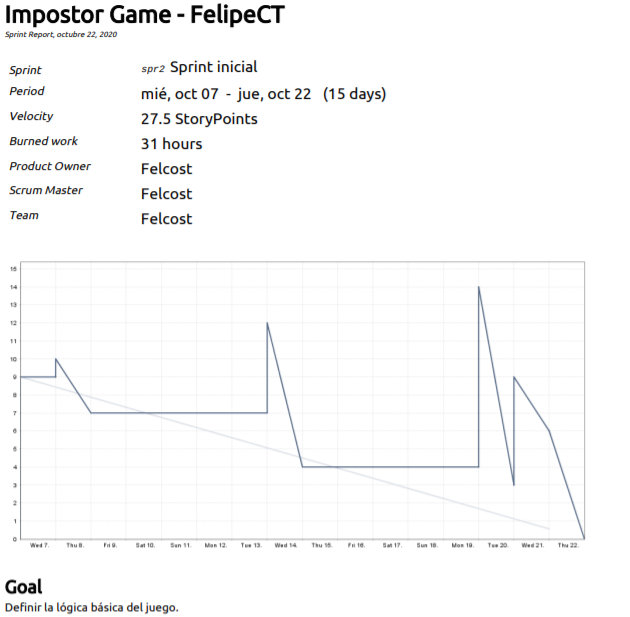 Impostor Game - FelipeCT
Sprint Report, octubre 22, 2020
Sprint spr2 Sprint inicial
Period mié, oct 07 - jue, oct 22 (15 days)
Velocity 27.5 StoryPoints
Burned work 31 hours
Product Owner Felcost
Scrum Master Felcost
Team Felcost
15
14
13
12
11
10
9
8
7
6
5
4
3
2
1
0
Wed 7. Thu 8. Fri 9. Sat 10. Sun 11. Mon 12. Tue 13. Wed 14. Thu 15. Fri 16. Sat 17. Sun 18. Mon 19. Tue 20. Wed 21. Thu 22.
Goal
Definir la lógica básica del juego.